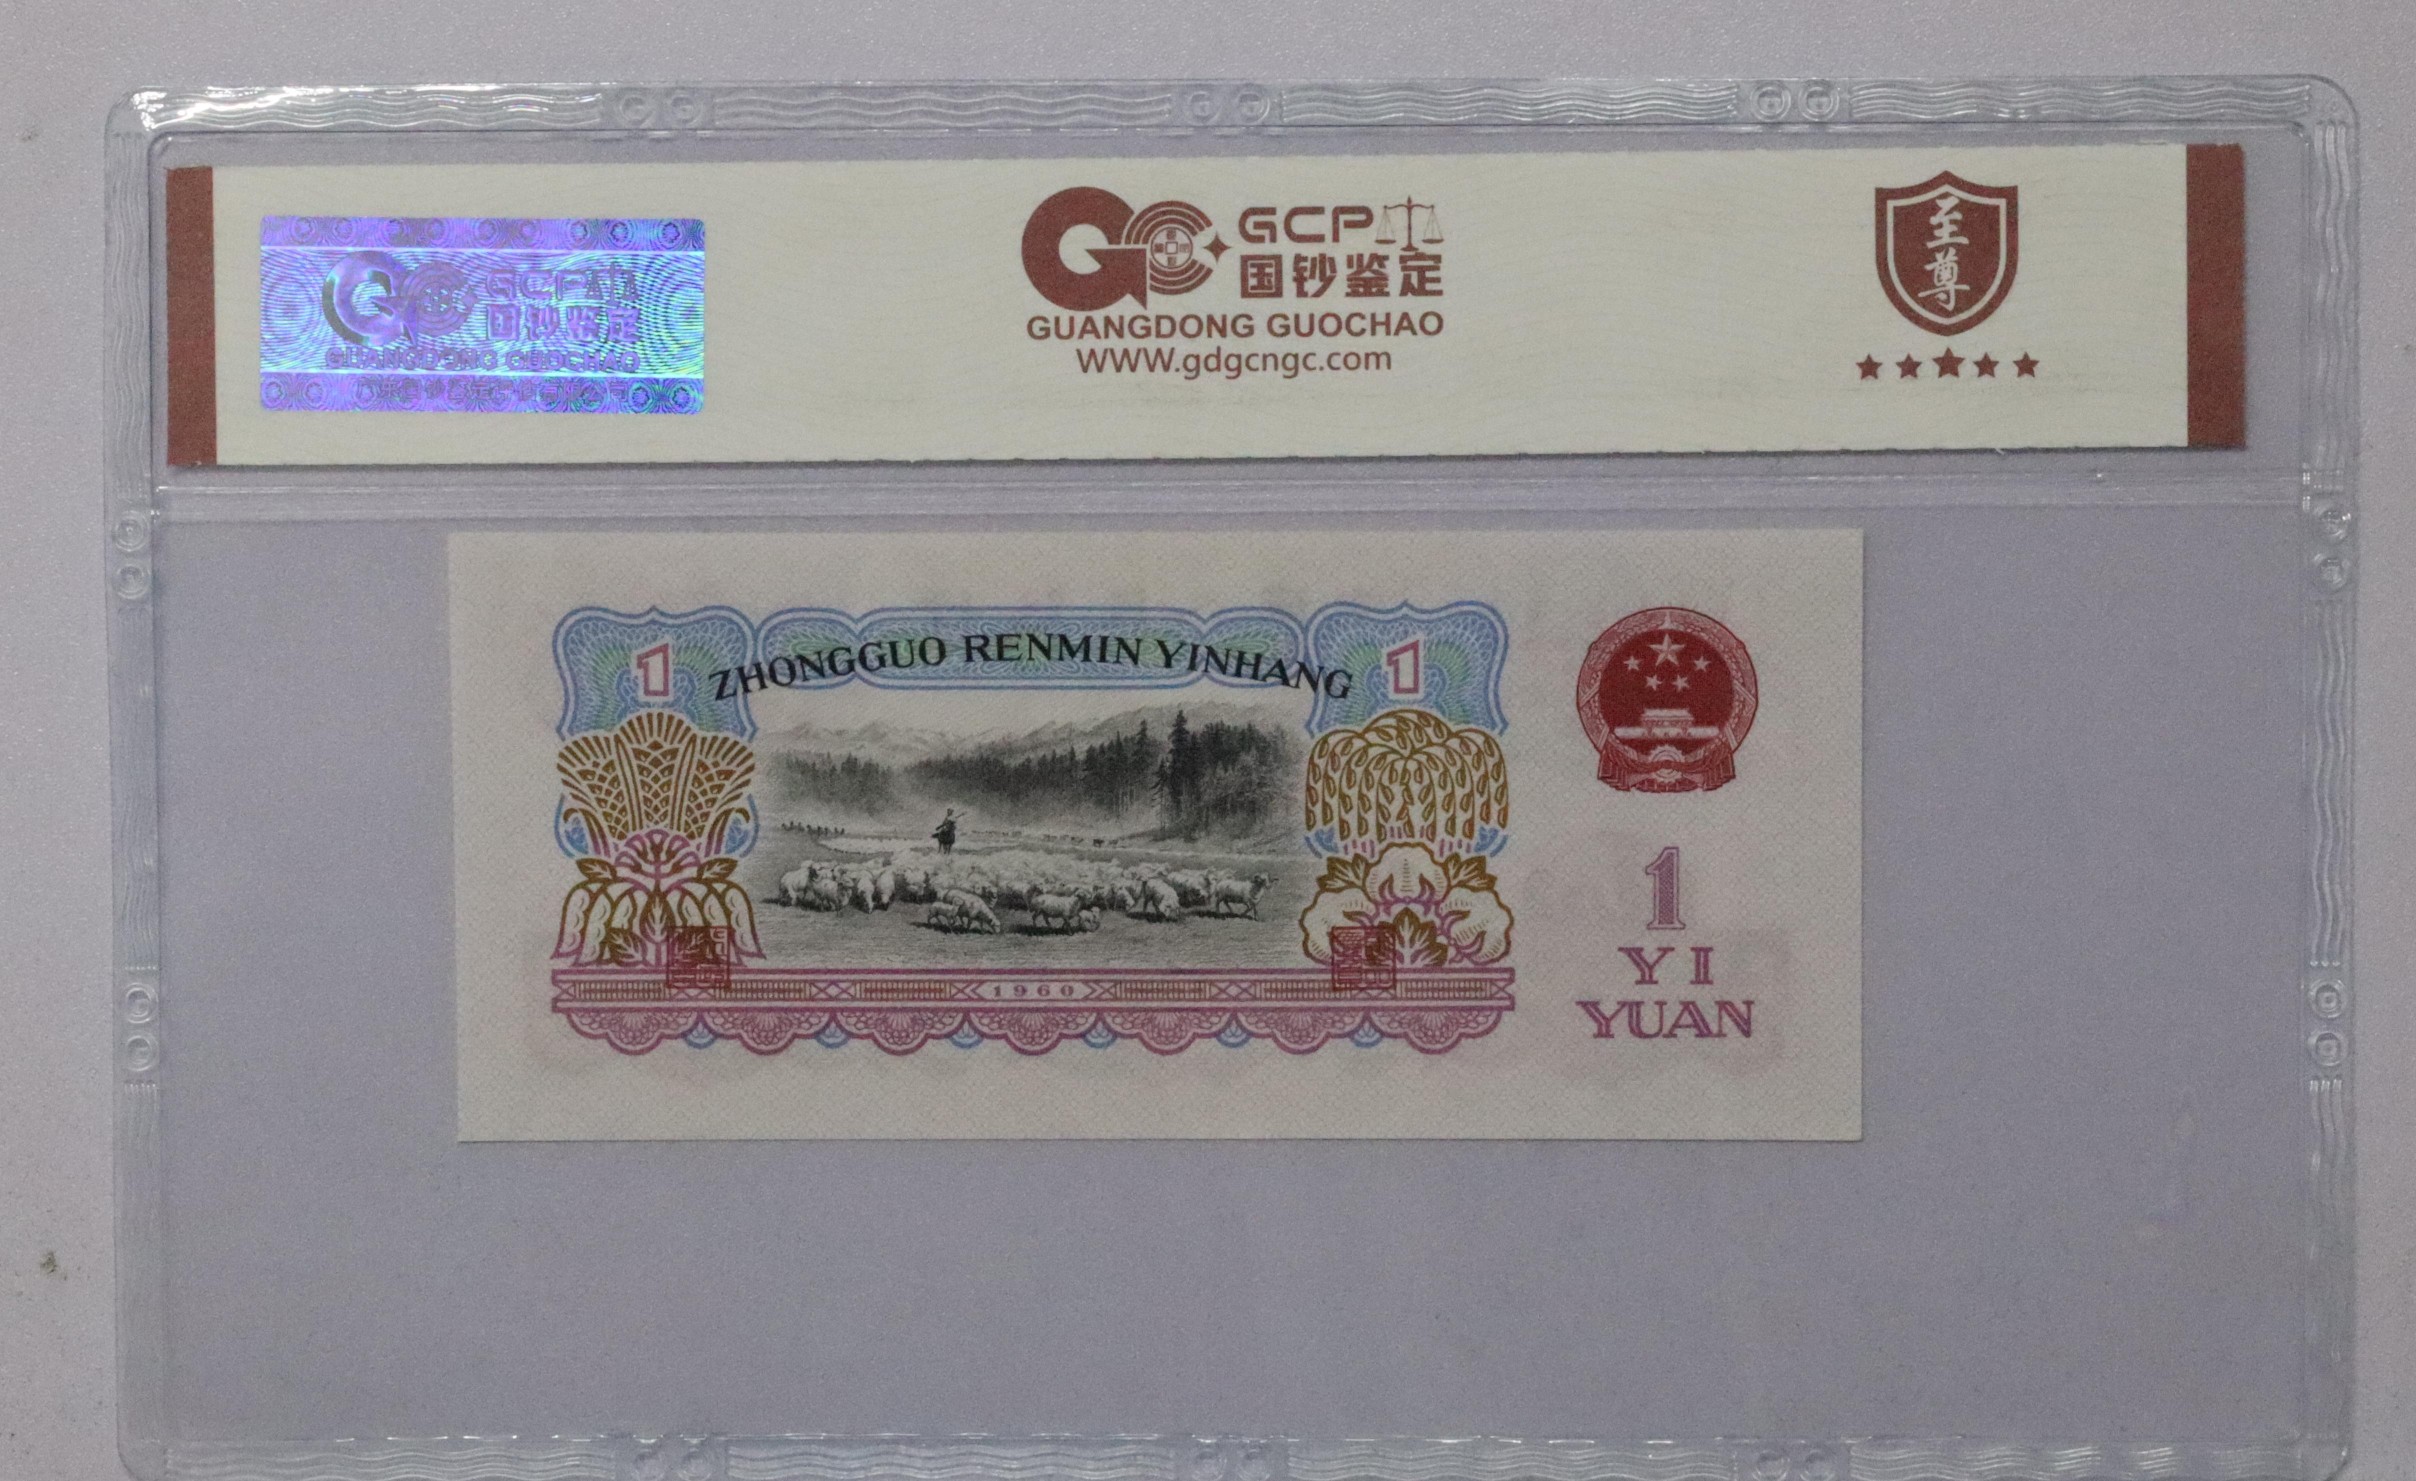 GCP
国钞鉴定
GUANGDONG GUOCHAO
GCP
国钞鉴定
GUANGDONG GUOCHAO
WWW.gdgcngc.com
至
尊
1
ZHONGGUO RENMIN YINHANG
1
1960
1
YI
YUAN